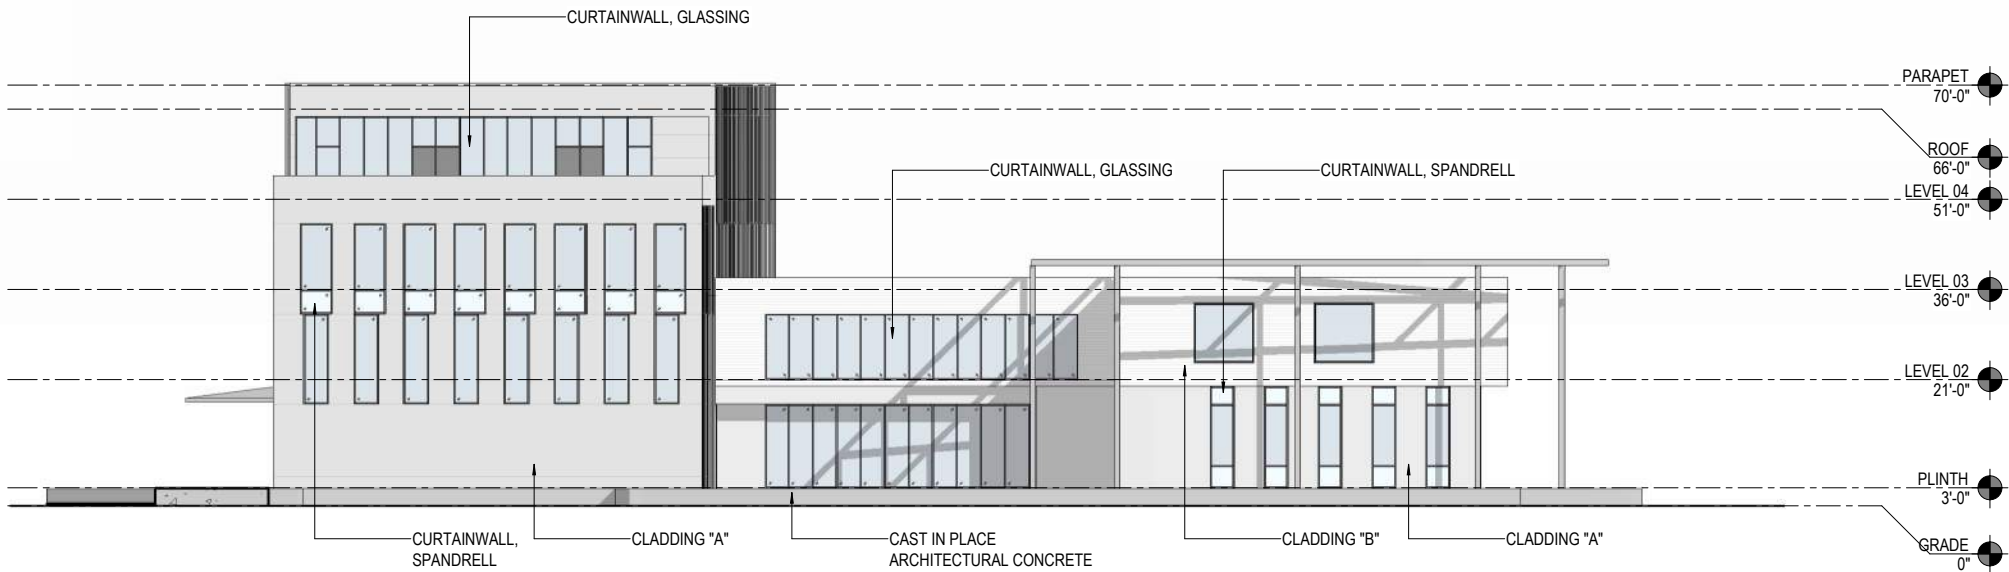 CURTAINWALL, GLASSING
PARAPET
70'-0"
ROOF
66'-0"
CURTAINWALL, GLASSING
CURTAINWALL, SPANDRELL
LEVEL 04
51'-0"
LEVEL 03
36'-0"
LEVEL 02
21'-0"
PLINTH
3'-0"
CURTAINWALL,
SPANDRELL
CLADDING "A"
CAST IN PLACE
ARCHITECTURAL CONCRETE
CLADDING "B"
CLADDING "A"
GRADE
0"